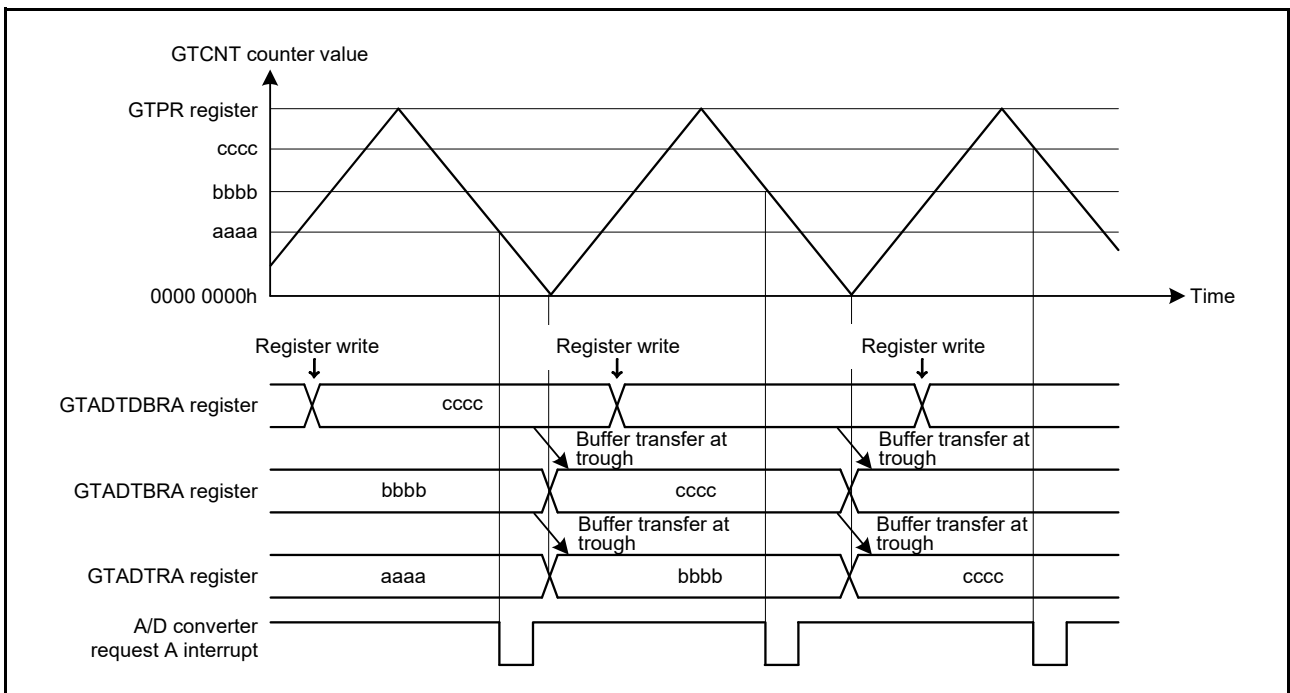 GTCNT counter value
GTPR register
cccc
bbbb
aaaa
0000 0000h
Time
Register write
Register write
Register write
GTADTDBRA register
cccc
Buffer transfer at
trough
Buffer transfer at
trough
GTADTBRA register
bbbb
cccc
Buffer transfer at
trough
Buffer transfer at
trough
GTADTRA register
aaaa
bbbb
cccc
A/D converter
request A interrupt